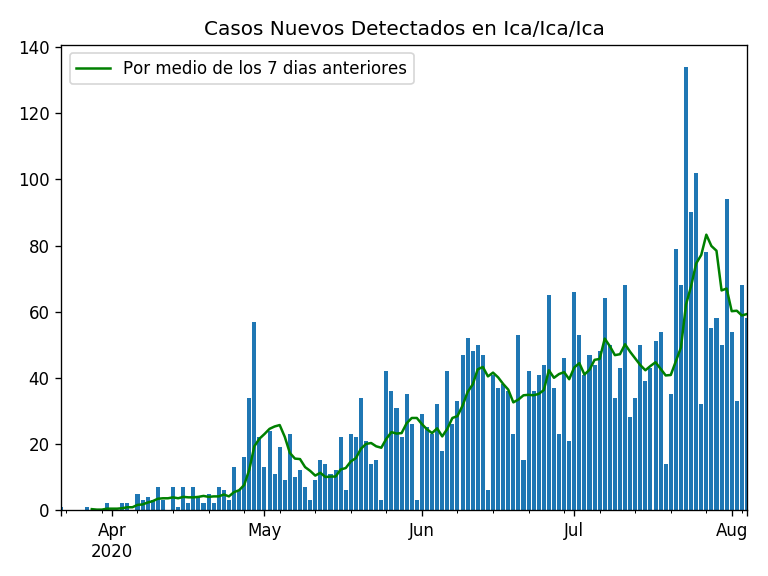 Casos Nuevos Detectados en Ica/Ica/Ica
Por medio de los 7 dias anteriores
140
120
100
80
60
40
20
0
Apr
2020
May
Jun
Jul
Aug